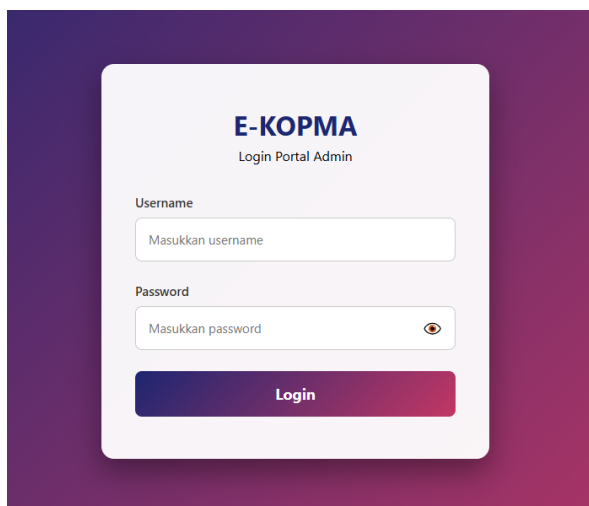 E-KOPMA
Login Portal Admin
Username
Masukkan username
Password
Masukkan password
Login